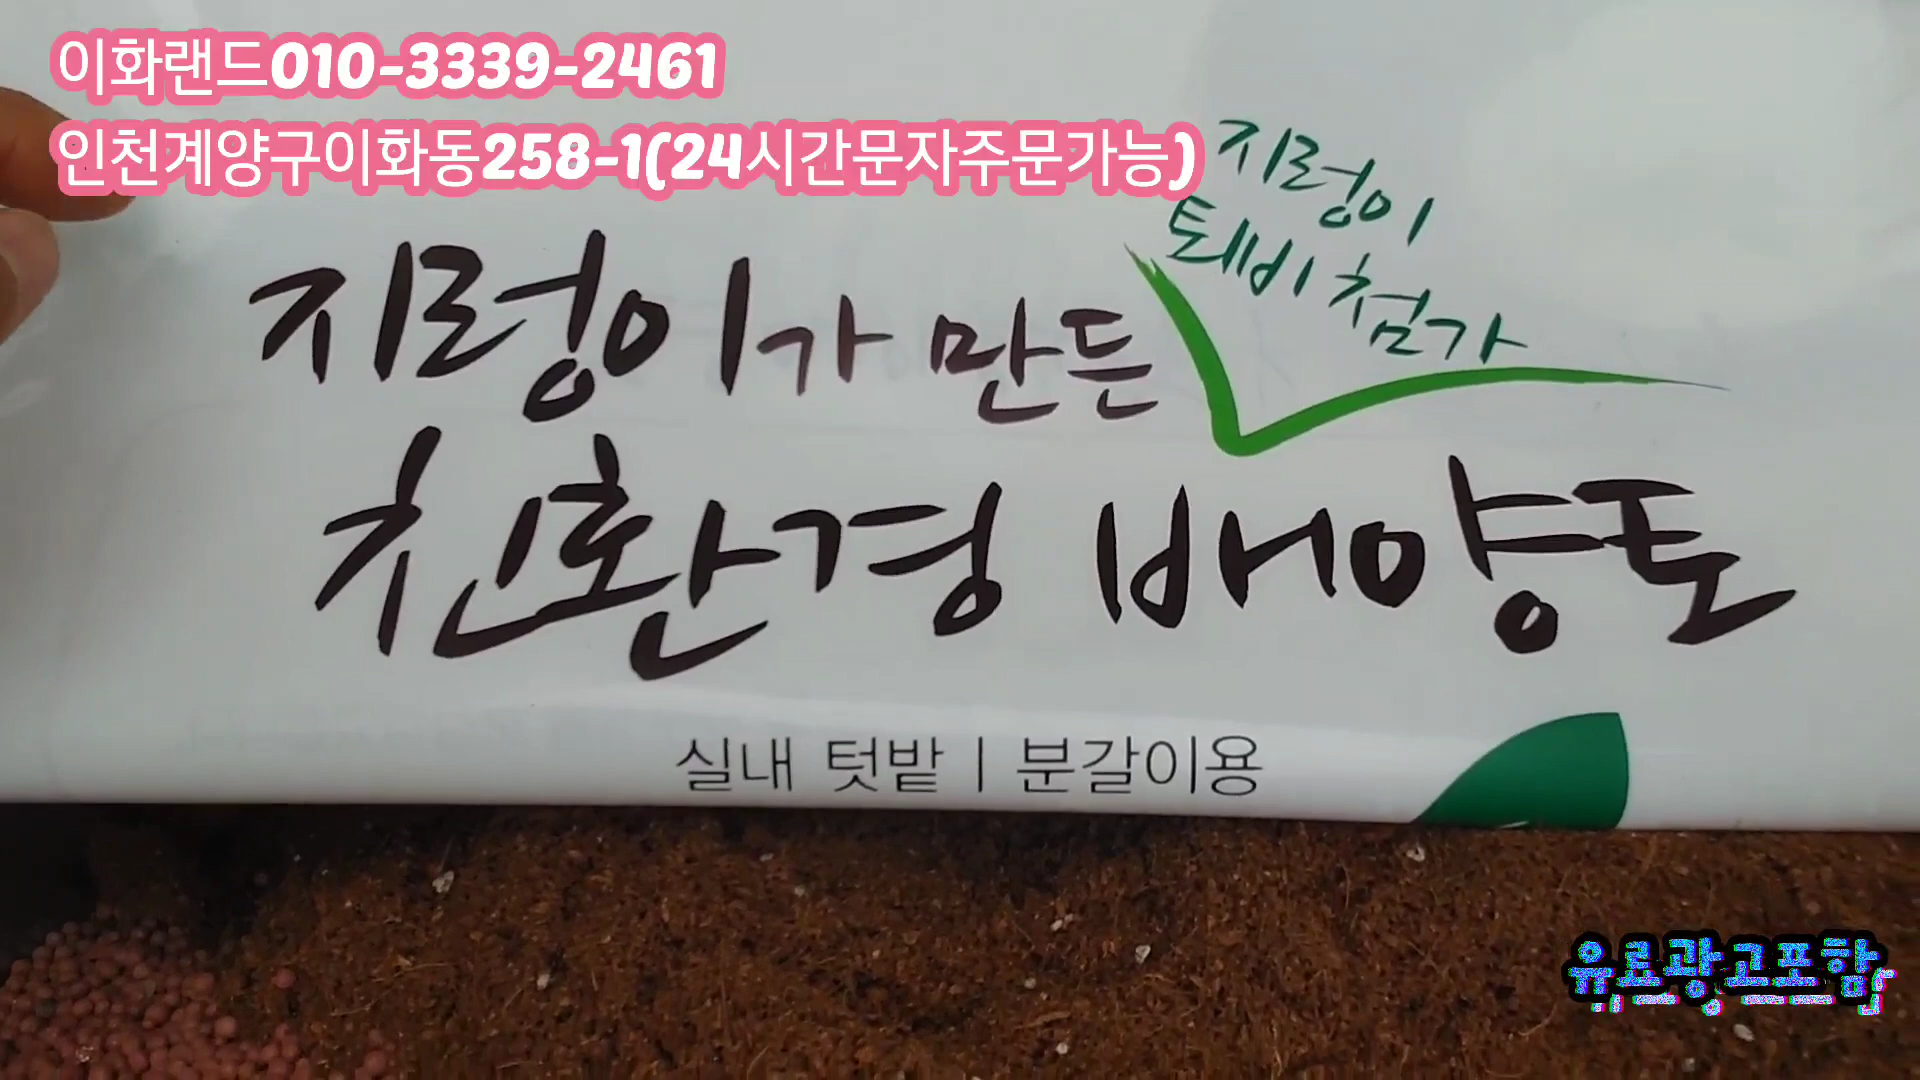 이화랜드010-3339-2461
인천계양구이화동258-1(24시간문자주문가능)
지렁이
퇴비 첨가
지렁이가 만든
친환경 배양토
실내 텃밭 | 분갈이용
유료광고포함